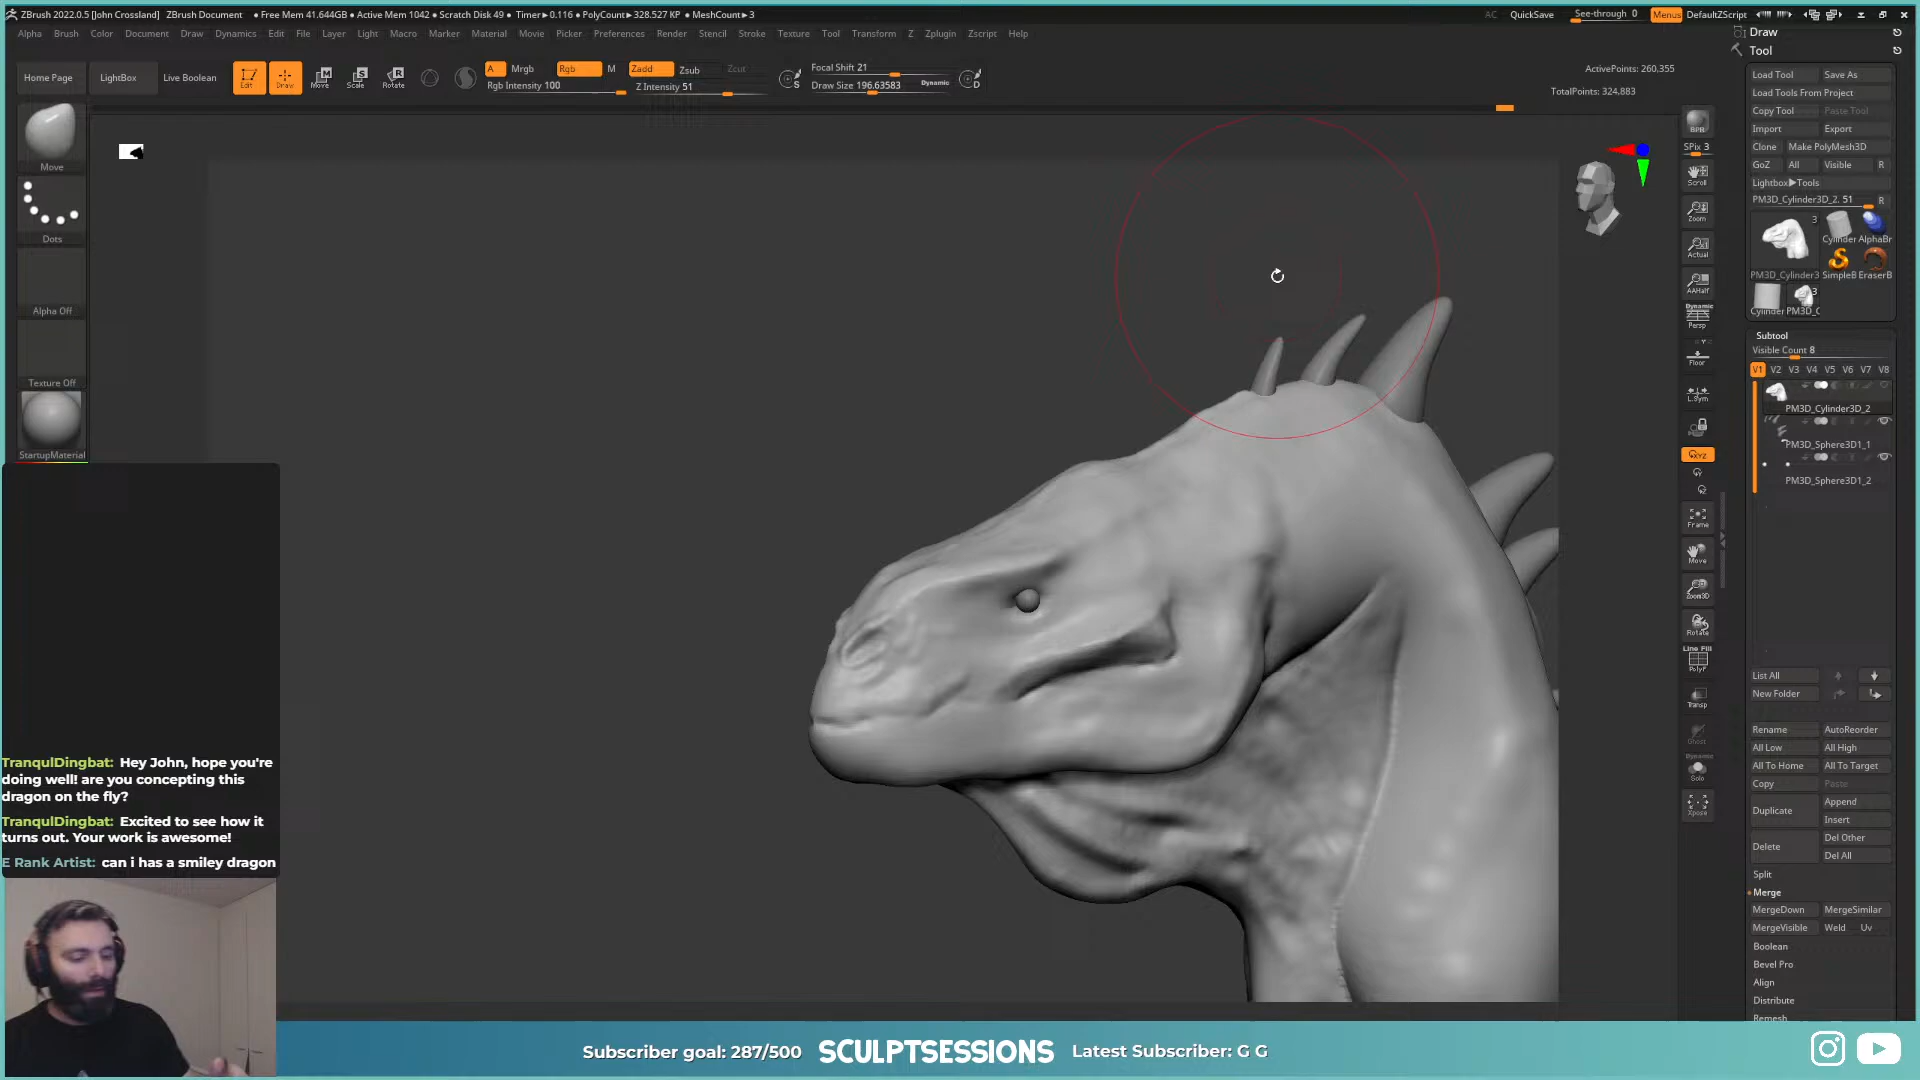 ZBrush 2022.0.5 [John Crossland] ZBrush Document ● Free Mem 41.644GB ● Active Mem 1042 ● Scratch Disk 49 ● Timer▶0.116 ● PolyCount▶328.527 KP ● MeshCount▶3
AC QuickSave See-through 0 Menus DefaultZScript
Alpha Brush Color Document Draw Dynamics Edit File Layer Light Macro Marker Material Movie Picker Preferences Render Stencil Stroke Texture Tool Transform Z Zplugin Zscript Help
Home Page LightBox Live Boolean
Edit Draw Move Scale Rotate
A Mrgb Rgb M Zadd Zsub Zcut
Rgb Intensity 100 Z Intensity 51
Focal Shift 21
Draw Size 196.63583 Dynamic
S
D
ActivePoints: 260,355
TotalPoints: 324,883
Move
Dots
Alpha Off
Texture Off
StartupMaterial
BPR
SPix 3
Scroll
Zoom
Actual
AAHalf
Dynamic
Persp
Floor
L.Sym
XYZ
Frame
Move
Zoom3D
Rotate
Line Fill
PolyF
Transp
Ghost
Dynamic
Solo
Xpose
Draw
Tool
Load Tool Save As
Load Tools From Project
Copy Tool Paste Tool
Import Export
Clone Make PolyMesh3D
GoZ All Visible R
Lightbox▶Tools
PM3D_Cylinder3D_2. 51 R
3
Cylinder AlphaBr
PM3D_Cylinder3 SimpleB EraserB
3
Cylinder PM3D_C
Subtool
Visible Count 8
V1 V2 V3 V4 V5 V6 V7 V8
PM3D_Cylinder3D_2
PM3D_Sphere3D1_1
PM3D_Sphere3D1_2
List All
New Folder
Rename AutoReorder
All Low All High
All To Home All To Target
Copy Paste
Duplicate Append
Insert
Delete Del Other
Del All
Split
Merge
MergeDown MergeSimilar
MergeVisible Weld Uv
Boolean
Bevel Pro
Align
Distribute
Remesh
TranqulDingbat: Hey John, hope you're
doing well! are you concepting this
dragon on the fly?
TranqulDingbat: Excited to see how it
turns out. Your work is awesome!
E Rank Artist: can i has a smiley dragon
Subscriber goal: 287/500 SCULPTSESSIONS Latest Subscriber: G G